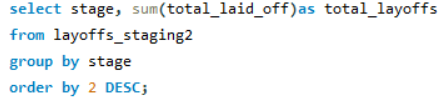 select stage, sum(total_laid_off)as total_layoffs
from layoffs_staging2
group by stage
order by 2 DESC;